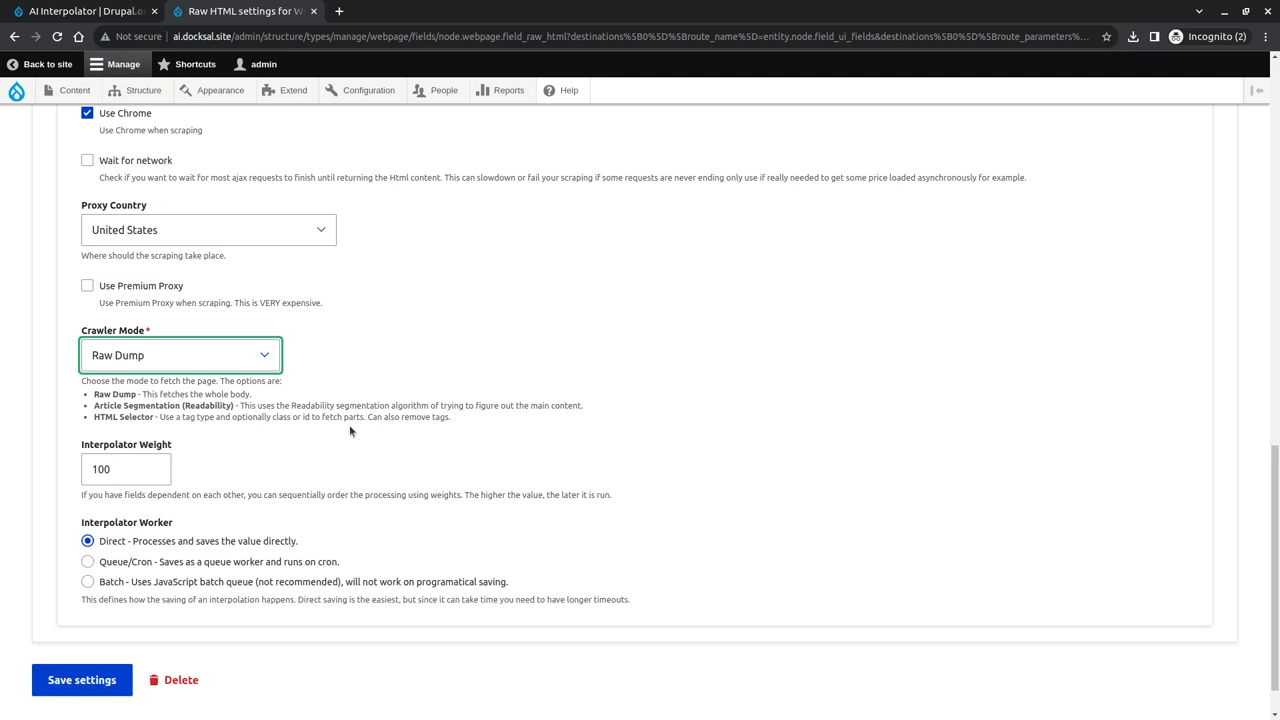 AI Interpolator | Drupal.o
Raw HTML settings for W
Not secure
ai.docksal.site/admin/structure/types/manage/webpage/fields/node.webpage.field_raw_html?destinations%5B0%5D%5Broute_name%5D=entity.node.field_ui_fields&destinations%5B0%5D%5Broute_parameters%...
Incognito (2)
Back to site
Manage
Shortcuts
admin
Content
Structure
Appearance
Extend
Configuration
People
Reports
Help
Use Chrome
Use Chrome when scraping
Wait for network
Check if you want to wait for most ajax requests to finish until returning the Html content. This can slowdown or fail your scraping if some requests are never ending only use if really needed to get some price loaded asynchronously for example.
Proxy Country
United States
Where should the scraping take place.
Use Premium Proxy
Use Premium Proxy when scraping. This is VERY expensive.
Crawler Mode*
Raw Dump
Choose the mode to fetch the page. The options are:
Raw Dump - This fetches the whole body.
Article Segmentation (Readability) - This uses the Readability segmentation algorithm of trying to figure out the main content.
HTML Selector - Use a tag type and optionally class or id to fetch parts. Can also remove tags.
Interpolator Weight
100
If you have fields dependent on each other, you can sequentially order the processing using weights. The higher the value, the later it is run.
Interpolator Worker
Direct - Processes and saves the value directly.
Queue/Cron - Saves as a queue worker and runs on cron.
Batch - Uses JavaScript batch queue (not recommended), will not work on programatical saving.
This defines how the saving of an interpolation happens. Direct saving is the easiest, but since it can take time you need to have longer timeouts.
Save settings
Delete